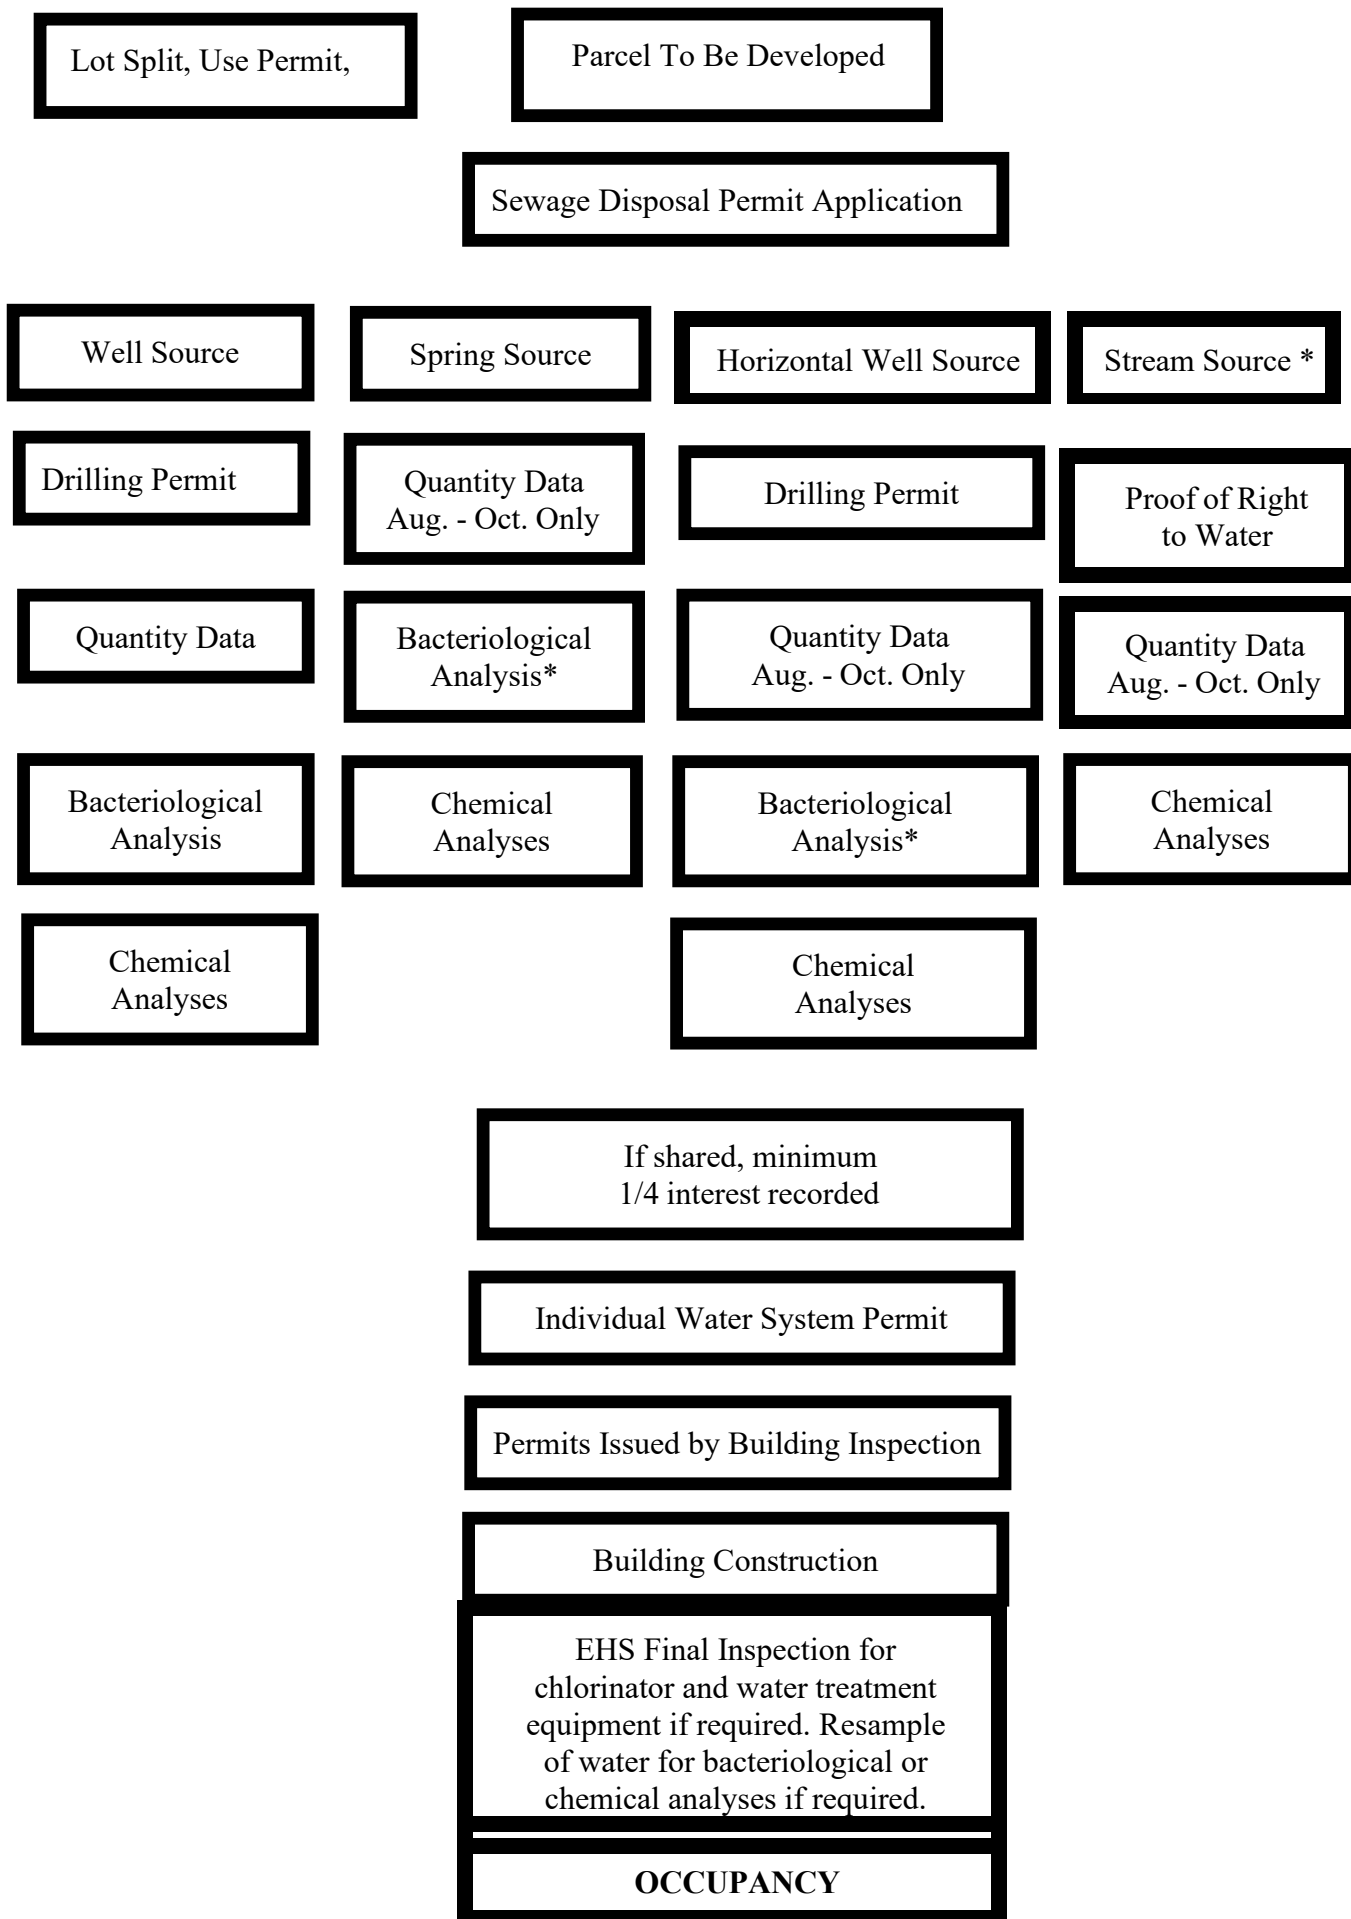 Lot Split, Use Permit,
Parcel To Be Developed
Sewage Disposal Permit Application
Well Source
Spring Source
Horizontal Well Source
Stream Source *
Drilling Permit
Quantity Data
Aug. - Oct. Only
Drilling Permit
Proof of Right
to Water
Quantity Data
Bacteriological
Analysis*
Quantity Data
Aug. - Oct. Only
Quantity Data
Aug. - Oct. Only
Bacteriological
Analysis
Chemical
Analyses
Bacteriological
Analysis*
Chemical
Analyses
Chemical
Analyses
Chemical
Analyses
If shared, minimum
1/4 interest recorded
Individual Water System Permit
Permits Issued by Building Inspection
Building Construction
EHS Final Inspection for
chlorinator and water treatment
equipment if required. Resample
of water for bacteriological or
chemical analyses if required.
OCCUPANCY